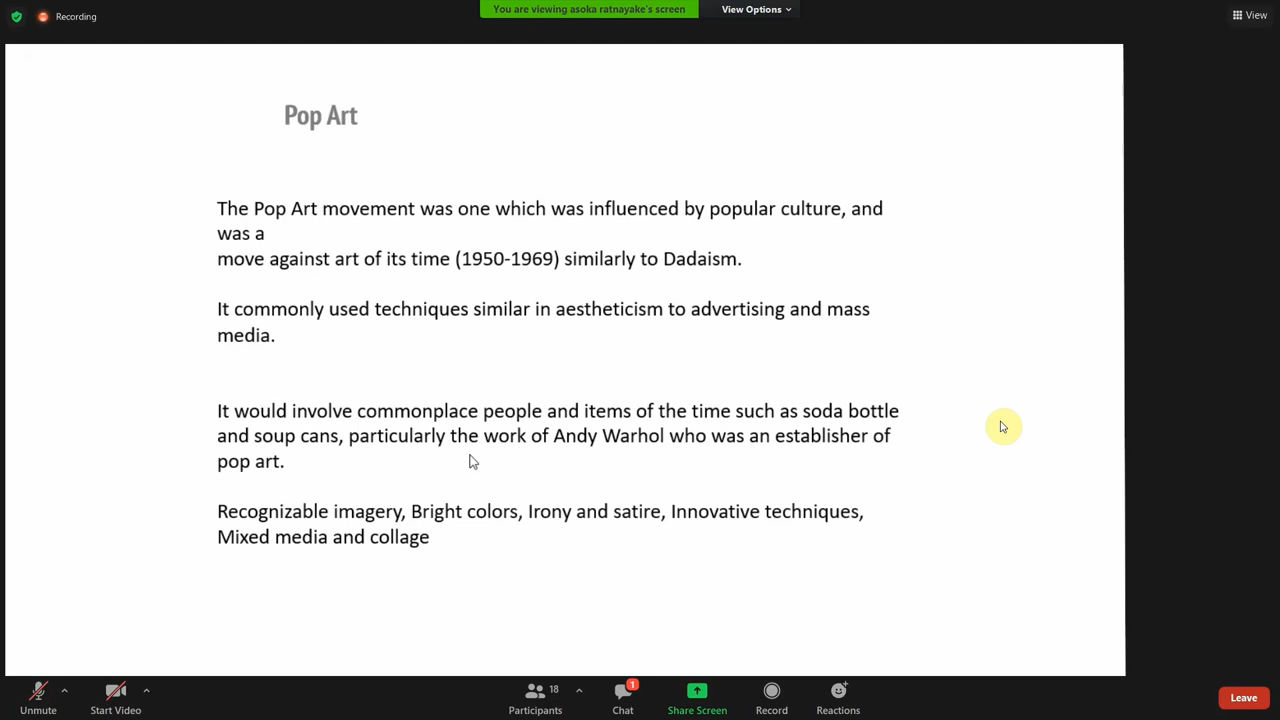 Recording
You are viewing asoka ratnayake's screen
View Options
View
Pop Art
The Pop Art movement was one which was influenced by popular culture, and
was a
move against art of its time (1950-1969) similarly to Dadaism.
It commonly used techniques similar in aestheticism to advertising and mass
media.
It would involve commonplace people and items of the time such as soda bottle
and soup cans, particularly the work of Andy Warhol who was an establisher of
pop art.
Recognizable imagery, Bright colors, Irony and satire, Innovative techniques,
Mixed media and collage
Unmute
Start Video
18
Participants
1
Chat
Share Screen
Record
Reactions
Leave